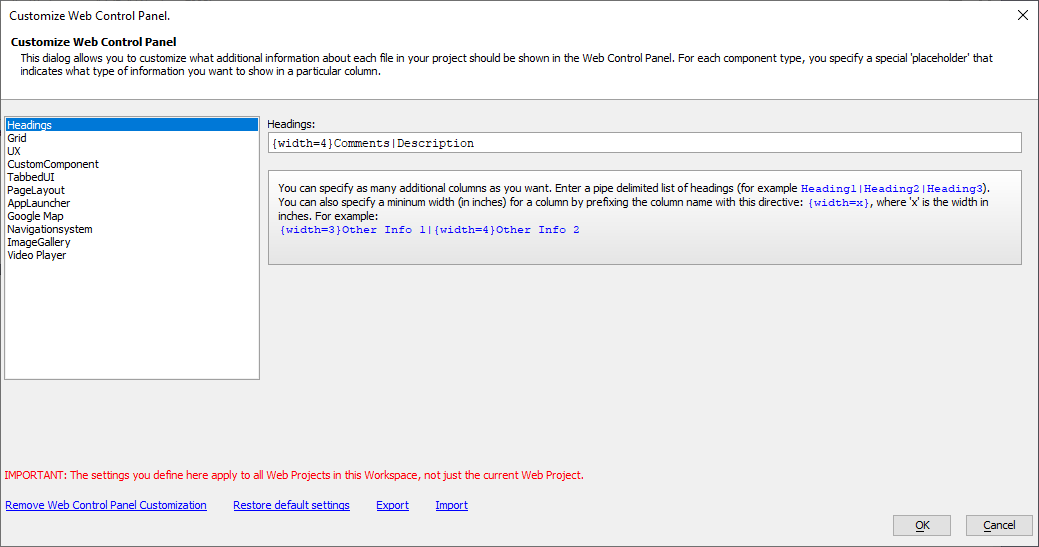 Customize Web Control Panel.
Customize Web Control Panel
This dialog allows you to customize what additional information about each file in your project should be shown in the Web Control Panel. For each component type, you specify a special 'placeholder' that
indicates what type of information you want to show in a particular column.
Headings
Grid
UX
CustomComponent
TabbedUI
PageLayout
AppLauncher
Google Map
Navigationsystem
ImageGallery
Video Player
Headings:
{width=4}Comments|Description
You can specify as many additional columns as you want. Enter a pipe delimited list of headings (for example Heading1|Heading2|Heading3).
You can also specify a mininum width (in inches) for a column by prefixing the column name with this directive: {width=x}, where 'x' is the width in
inches. For example:
{width=3}Other Info 1|{width=4}Other Info 2
IMPORTANT: The settings you define here apply to all Web Projects in this Workspace, not just the current Web Project.
Remove Web Control Panel Customization Restore default settings Export Import
OK Cancel